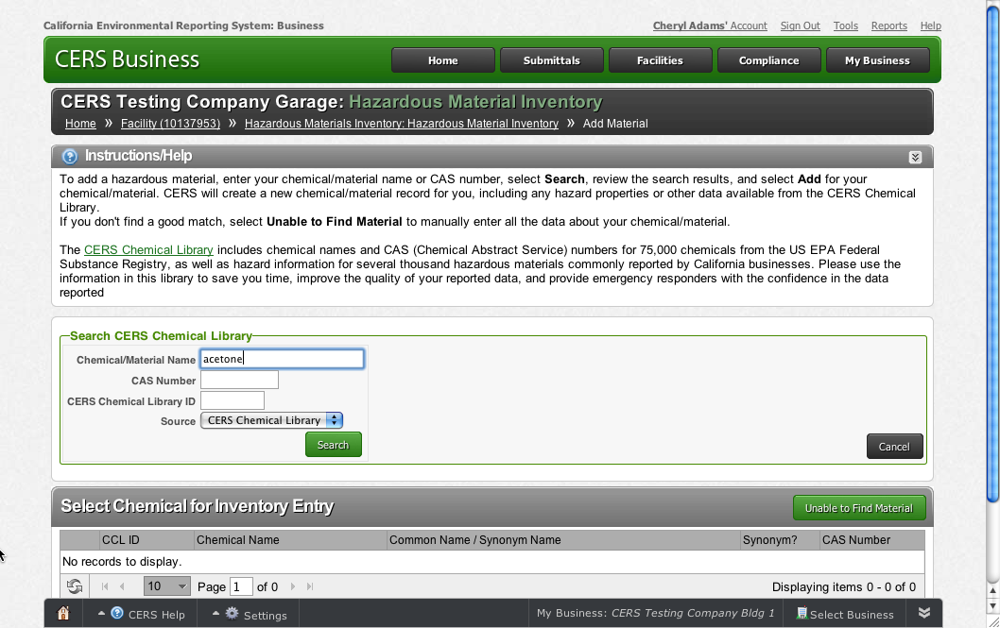 California Environmental Reporting System: Business
Cheryl Adams' Account Sign Out Tools Reports Help
CERS Business
Home Submittals Facilities Compliance My Business
CERS Testing Company Garage: Hazardous Material Inventory
Home » Facility (10137953) » Hazardous Materials Inventory: Hazardous Material Inventory » Add Material
Instructions/Help
To add a hazardous material, enter your chemical/material name or CAS number, select Search, review the search results, and select Add for your
chemical/material. CERS will create a new chemical/material record for you, including any hazard properties or other data available from the CERS Chemical
Library.
If you don't find a good match, select Unable to Find Material to manually enter all the data about your chemical/material.
The CERS Chemical Library includes chemical names and CAS (Chemical Abstract Service) numbers for 75,000 chemicals from the US EPA Federal
Substance Registry, as well as hazard information for several thousand hazardous materials commonly reported by California businesses. Please use the
information in this library to save you time, improve the quality of your reported data, and provide emergency responders with the confidence in the data
reported
Search CERS Chemical Library
Chemical/Material Name acetone
CAS Number
CERS Chemical Library ID
Source CERS Chemical Library
Search
Cancel
Select Chemical for Inventory Entry
Unable to Find Material
CCL ID Chemical Name Common Name / Synonym Name Synonym? CAS Number
No records to display.
10 Page 1 of 0 Displaying items 0 - 0 of 0
CERS Help Settings My Business: CERS Testing Company Bldg 1 Select Business